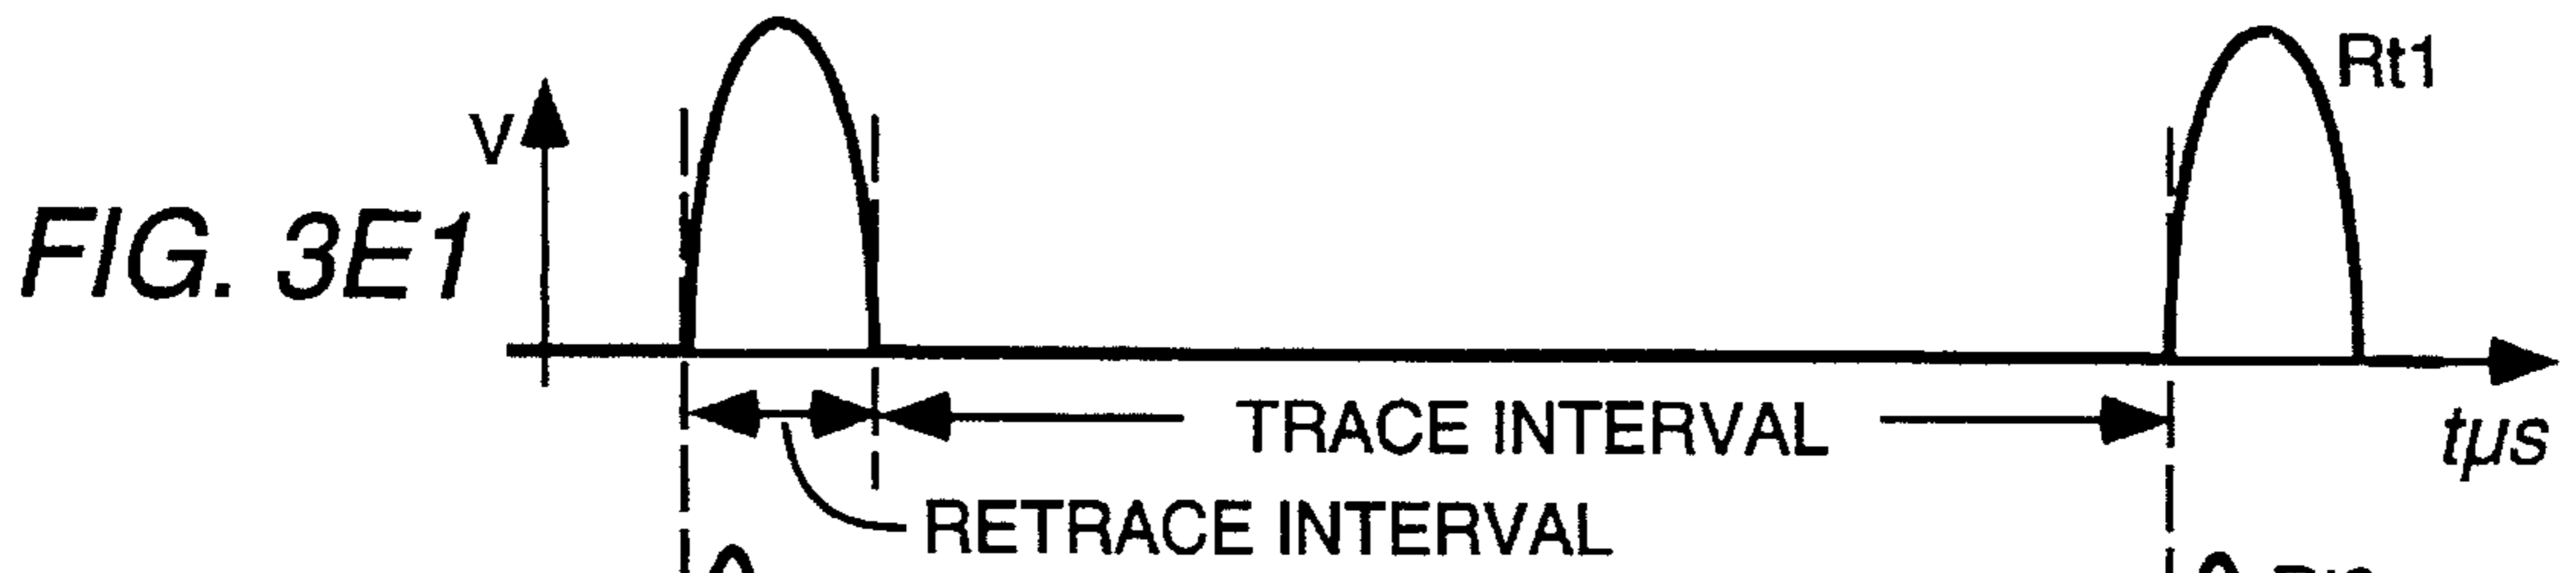 Rt1
V
FIG. 3E1
TRACE INTERVAL
tµs
RETRACE INTERVAL